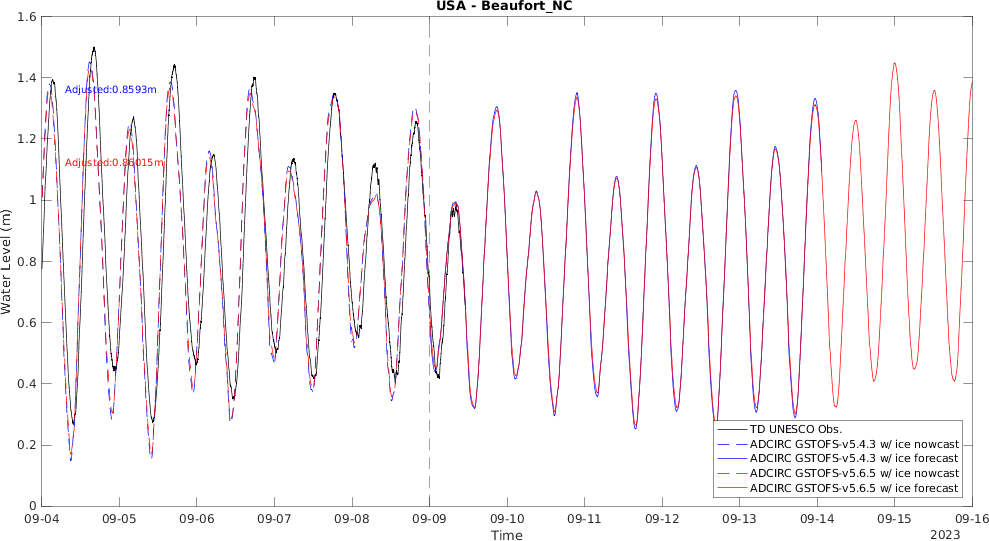 USA - Beaufort_NC
1.6
1.4
1.2
1
0.8
0.6
0.4
0.2
0
Water Level (m)
Adjusted:0.8593m
Adjusted:0.86015m
TD UNESCO Obs.
ADCIRC GSTOFS-v5.4.3 w/ ice nowcast
ADCIRC GSTOFS-v5.4.3 w/ ice forecast
ADCIRC GSTOFS-v5.6.5 w/ ice nowcast
ADCIRC GSTOFS-v5.6.5 w/ ice forecast
09-04 09-05 09-06 09-07 09-08 09-09 09-10 09-11 09-12 09-13 09-14 09-15 09-16
Time
2023